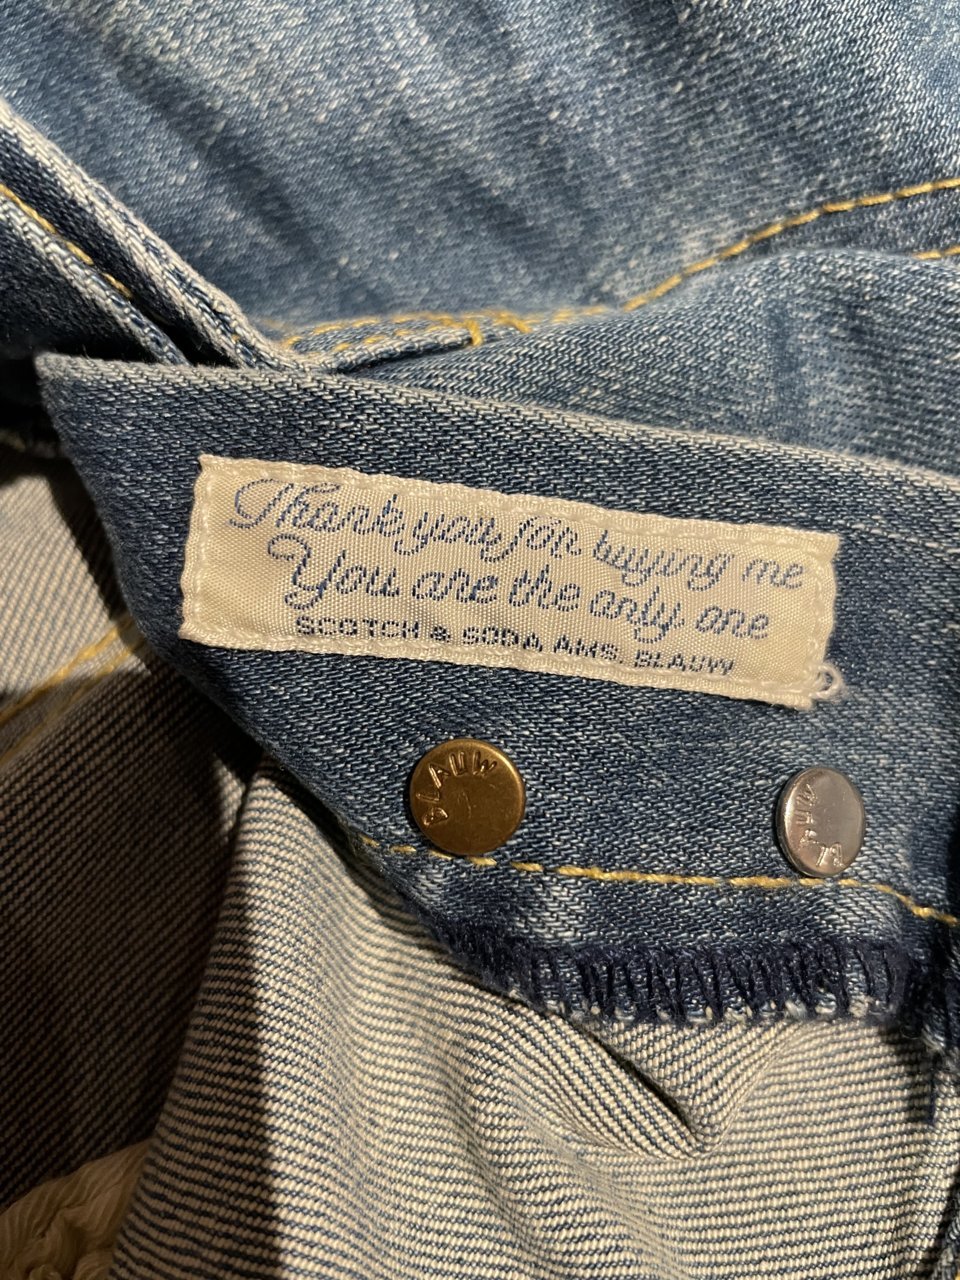 Thank you for buying me
You are the only one
SCOTCH & SODA AMS. BLAUW
BLAUW
BLAUW